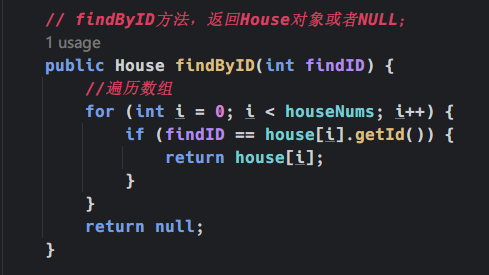 // findByID方法，返回House对象或者NULL;
1 usage
public House findByID(int findID) {
//遍历数组
for (int i = 0; i < houseNums; i++) {
if (findID == house[i].getId()) {
return house[i];
}
}
return null;
}